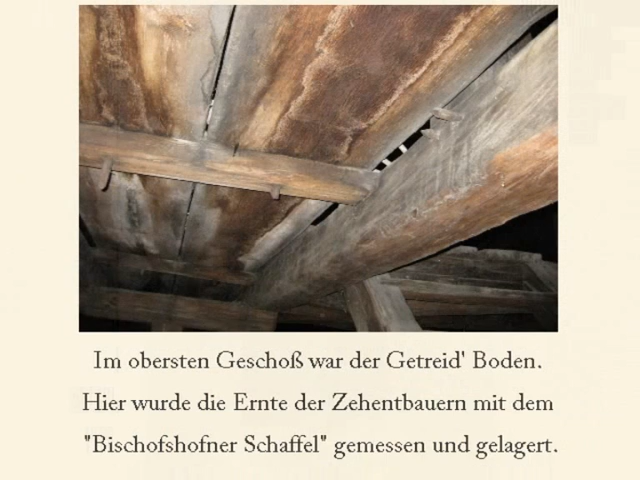 Im obersten Geschoß war der Getreid' Boden.
Hier wurde die Ernte der Zehentbauern mit dem
"Bischofshofner Schaffel" gemessen und gelagert.